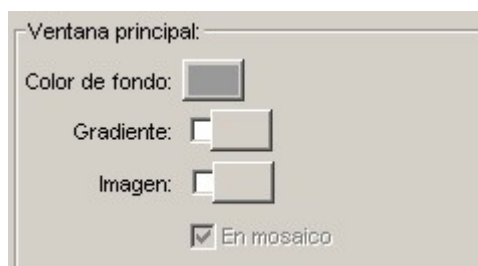 Ventana principal:
Color de fondo:
Gradiente:
Imagen:
En mosaico